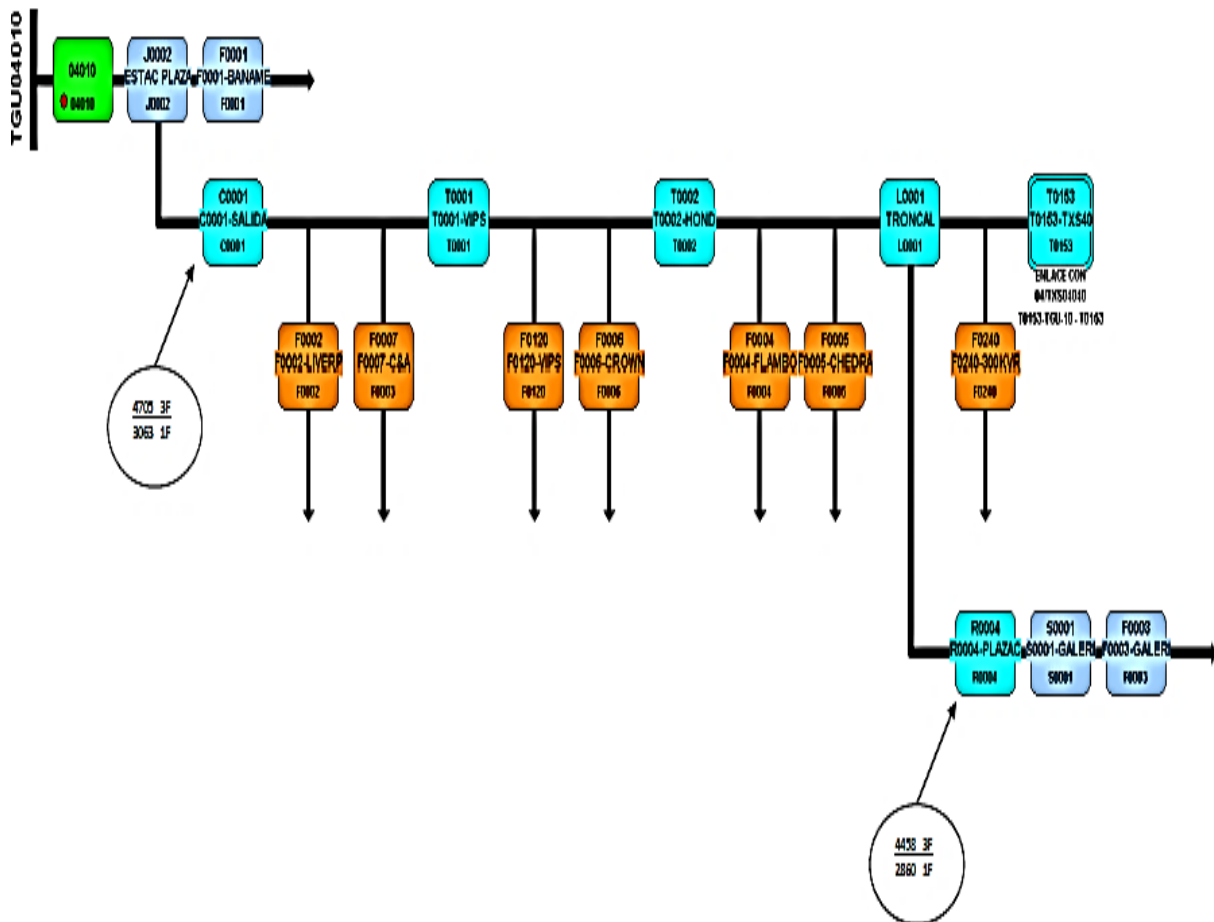 TGU04010
04010
04010
J0002
ESTAC PLAZA
J0002
F0001
F0001-BANAME
F0001
C0001
C0001-SALIDA
C0001
T0001
T0001-VIPS
T0001
T0002
T0002-HOND
T0002
L0001
TRONCAL
L0001
T0153
T0153-TXS40
T0153
ENLACE CON
04/TXS04040
T0153-TGU-10 - T0153
F0002
F0002-LIVERP
F0002
F0007
F0007-C&A
F0003
F0120
F0120-VIPS
F0120
F0006
F0006-CROWN
F0006
F0004
F0004-FLAMBO
F0004
F0005
F0005-CHEDRA
F0005
F0240
F0240-300KVR
F0240
4705 3F
3063 1F
R0004
R0004-PLAZAC
R0004
S0001
S0001-GALERI
S0001
F0003
F0003-GALERI
F0003
4458 3F
2860 1F